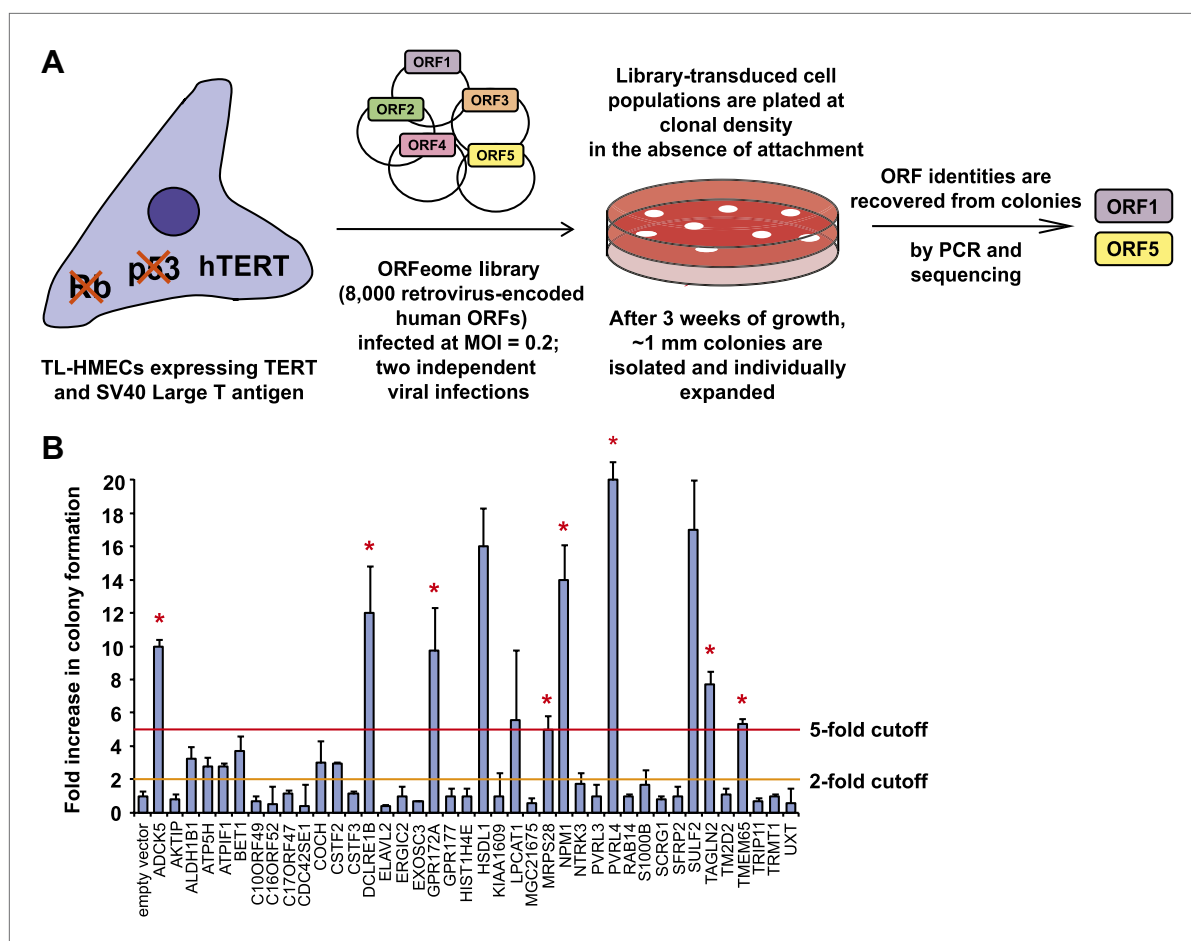 A
Rb
p53
hTERT
TL-HMECs expressing TERT
and SV40 Large T antigen
ORF1
ORF2
ORF3
ORF4
ORF5
ORFeome library
(8,000 retrovirus-encoded
human ORFs)
infected at MOI = 0.2;
two independent
viral infections
Library-transduced cell
populations are plated at
clonal density
in the absence of attachment
After 3 weeks of growth,
~1 mm colonies are
isolated and individually
expanded
ORF identities are
recovered from colonies
by PCR and
sequencing
ORF1
ORF5
B
Fold increase in colony formation
20
18
16
14
12
10
8
6
4
2
0
*
*
*
*
*
*
*
*
5-fold cutoff
2-fold cutoff
empty vector
ADCK5
AKTIP
ALDH1B1
ATP5H
ATPIF1
BET1
C10ORF49
C16ORF52
C17ORF47
CDC42SE1
COCH
CSTF2
CSTF3
DCLRE1B
ELAVL2
ERGIC2
EXOSC3
GPR172A
GPR177
HIST1H4E
HSDL1
KIAA1609
LPCAT1
MGC21675
MRPS28
NPM1
NTRK3
PVRL3
PVRL4
RAB14
S100B
SCRG1
SFRP2
SULF2
TAGLN2
TM2D2
TMEM65
TRIP11
TRMT1
UXT